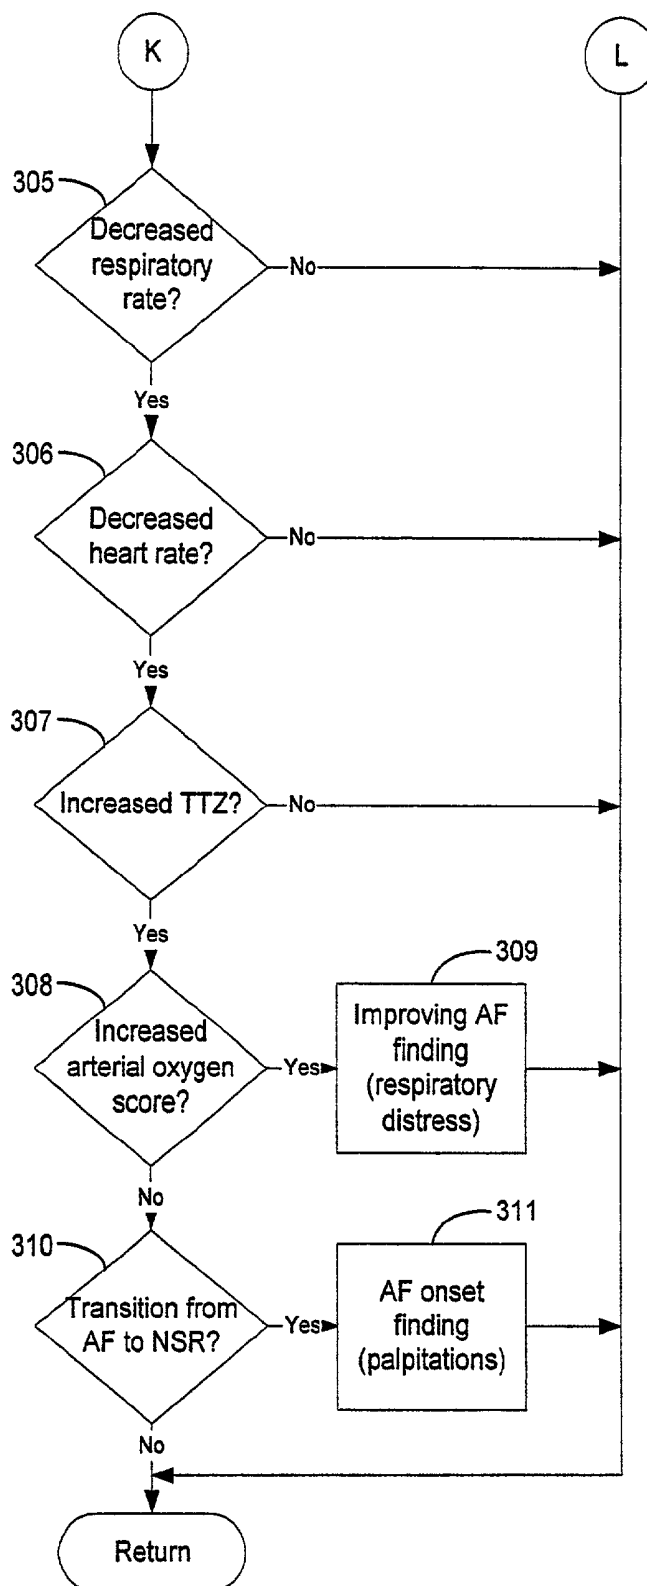 K
L
305
Decreased
respiratory
rate?
No
Yes
306
Decreased
heart rate?
No
Yes
307
Increased TTZ?
No
Yes
308
Increased
arterial oxygen
score?
Yes
309
Improving AF
finding
(respiratory
distress)
No
310
Transition from
AF to NSR?
Yes
311
AF onset
finding
(palpitations)
No
Return